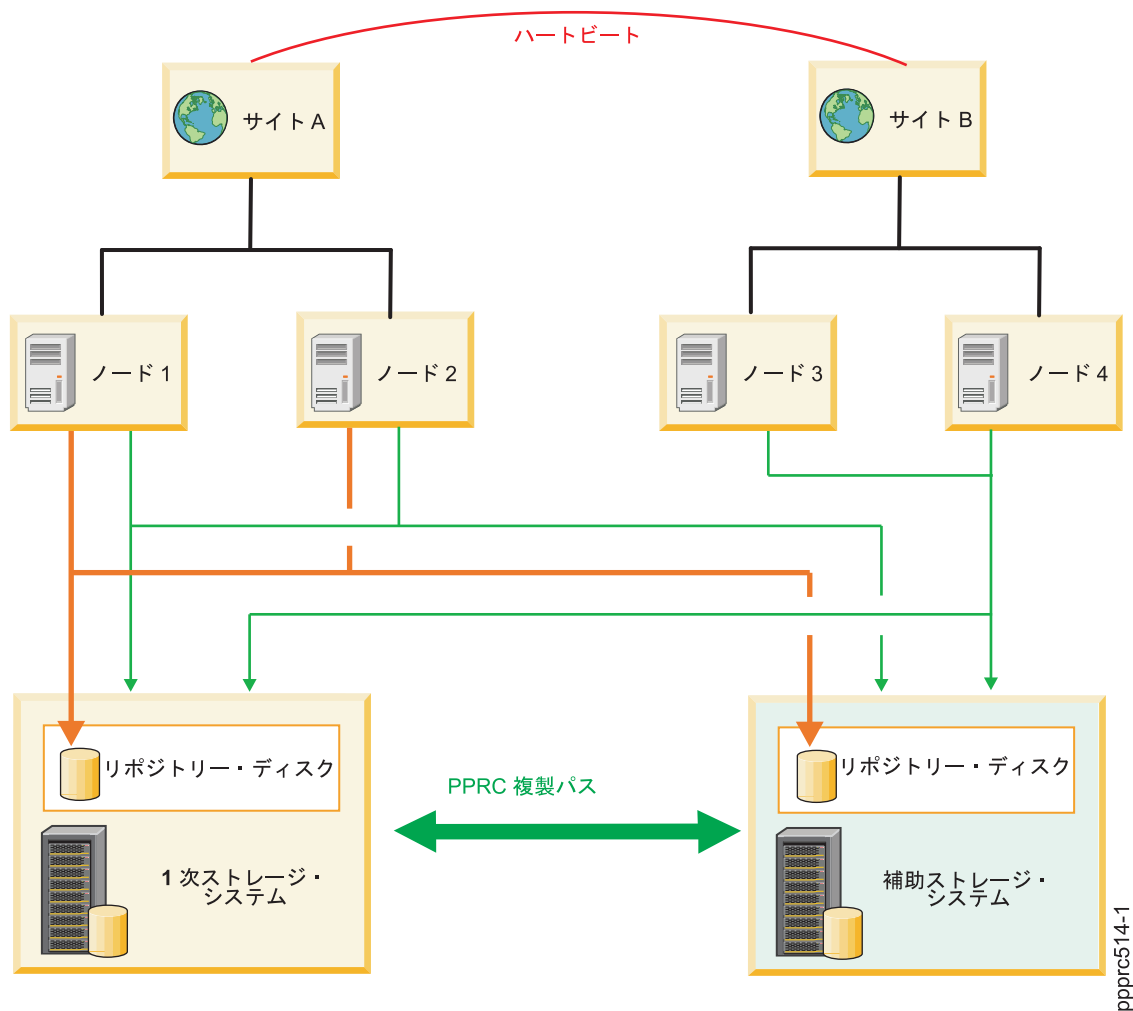 ハートビート
サイト A
サイト B
ノード 1
ノード 2
ノード 3
ノード 4
リポジトリー・ディスク
リポジトリー・ディスク
PPRC 複製パス
1 次ストレージ・
システム
補助ストレージ・
システム
ppprc514-1